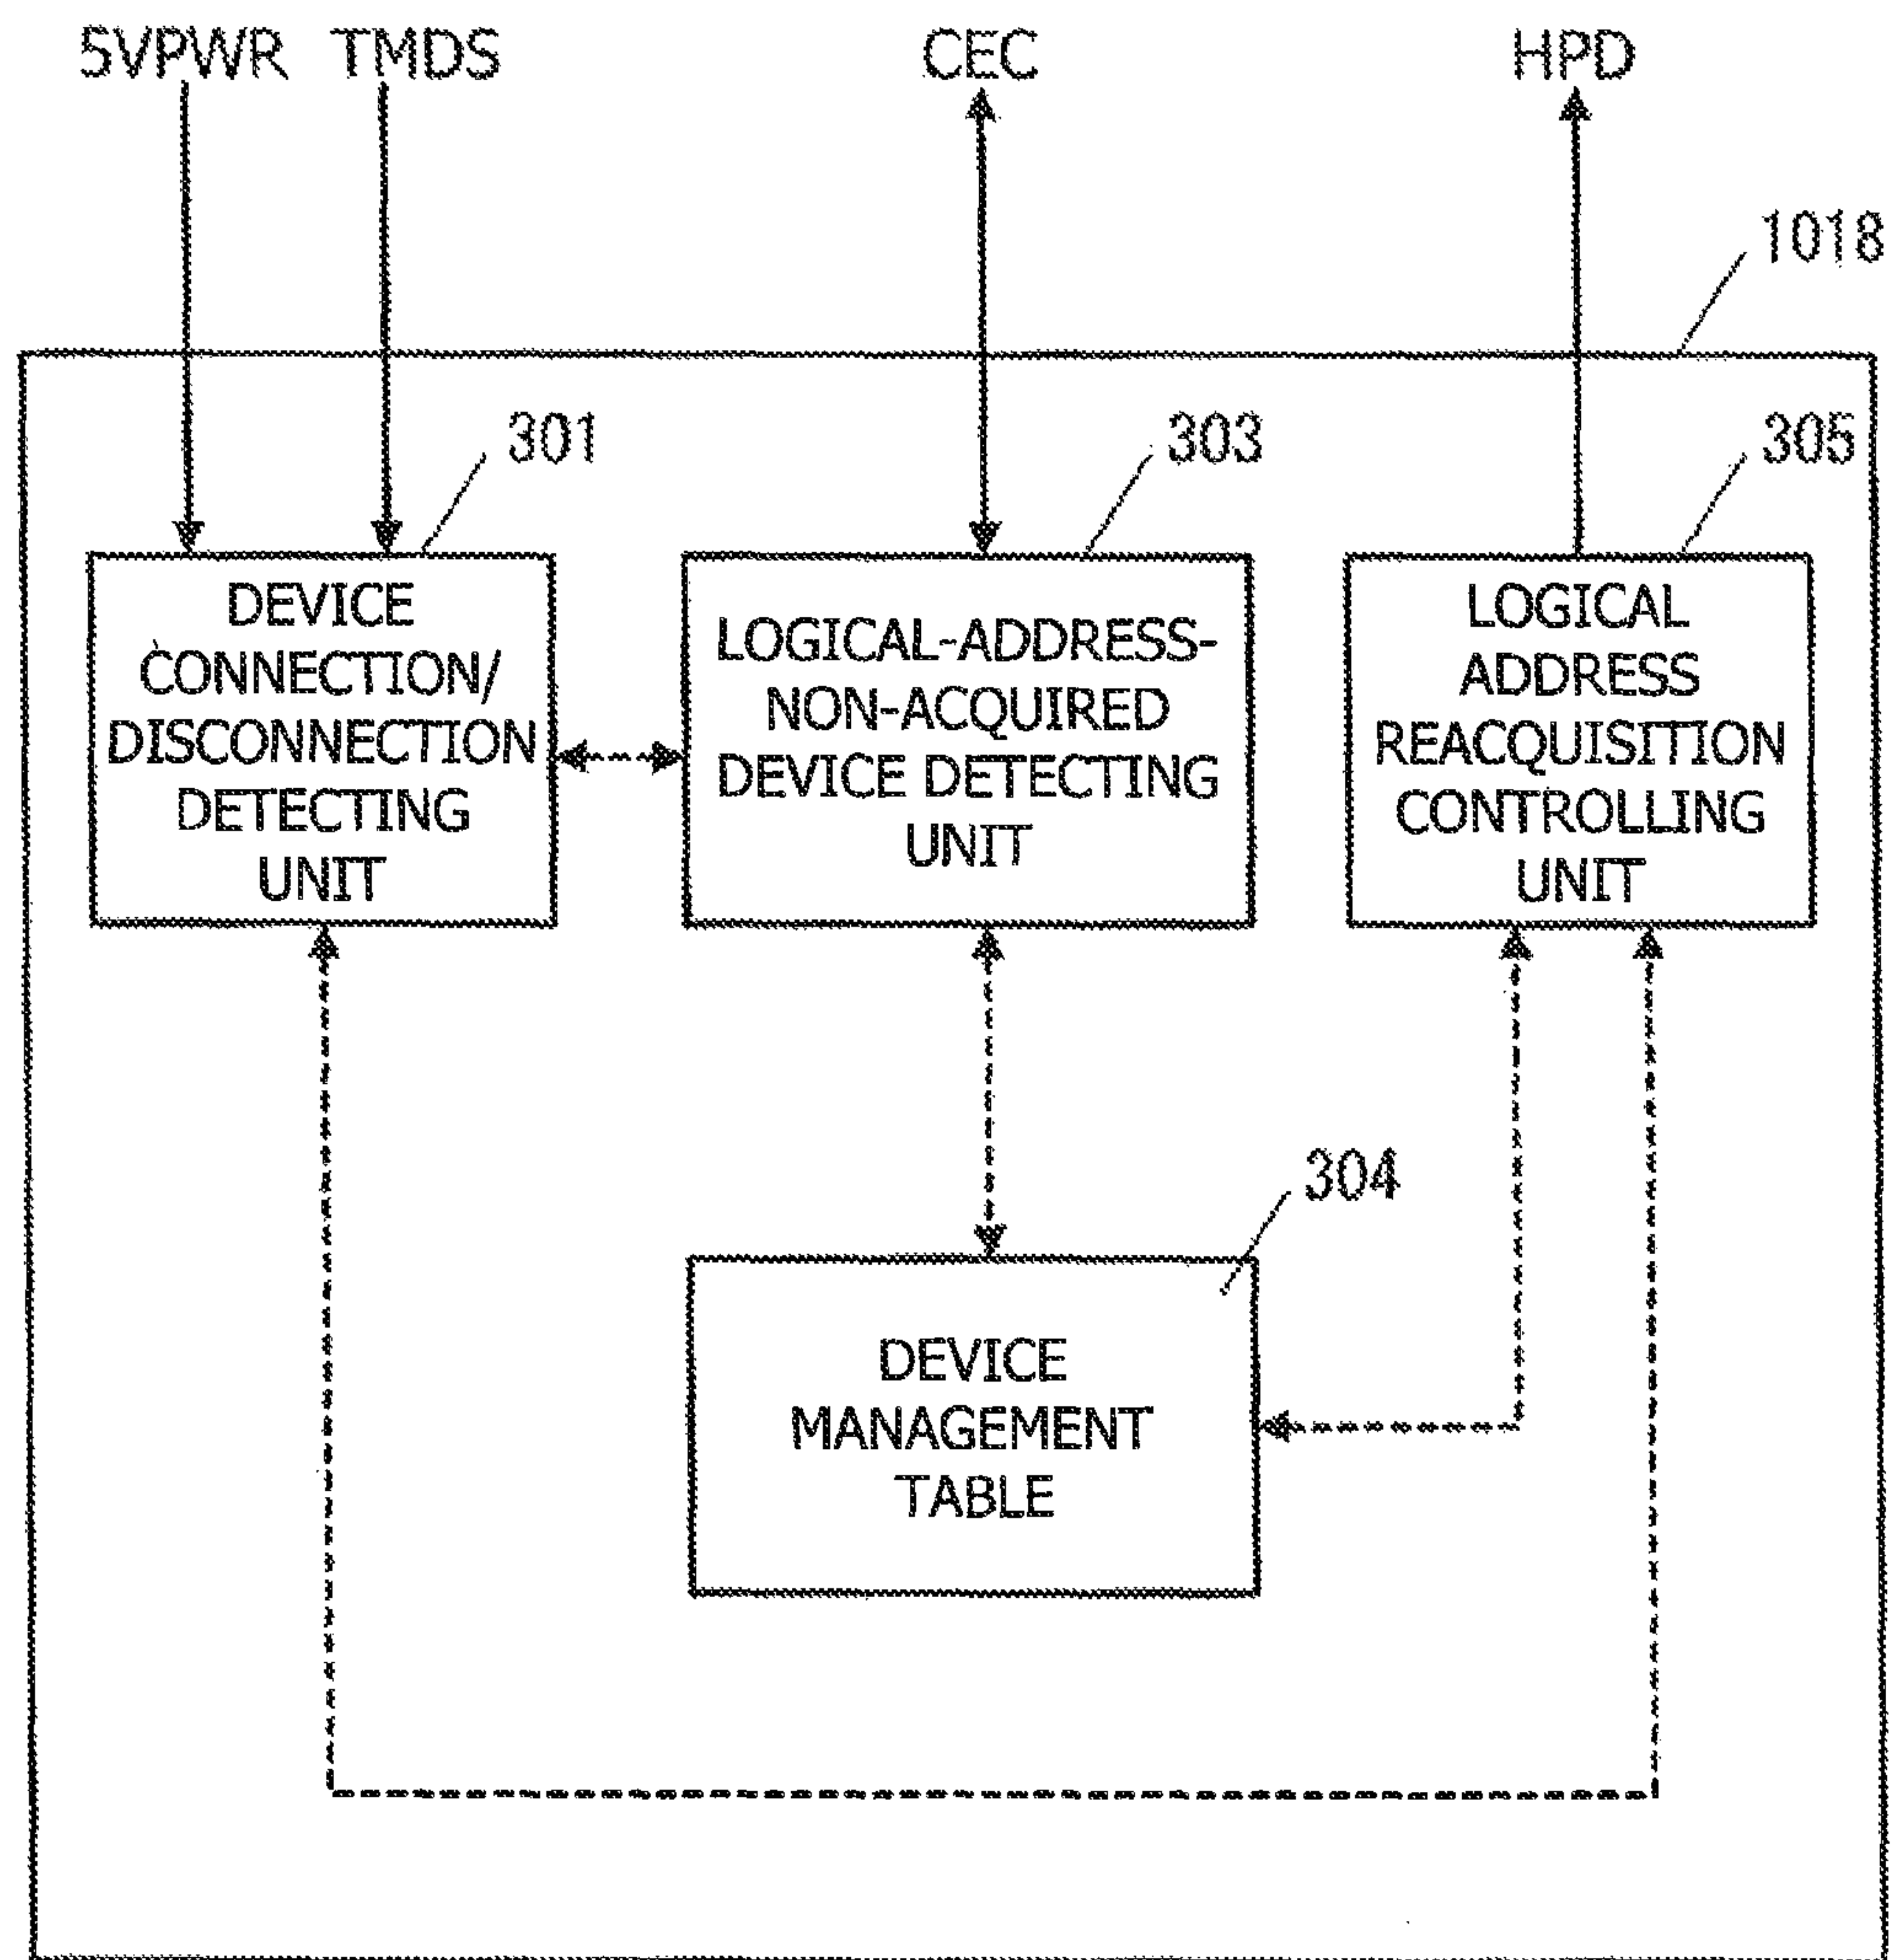 5VPWR TMDS CEC HPD
1018
301 303 305
DEVICE
CONNECTION/
DISCONNECTION
DETECTING
UNIT
LOGICAL-ADDRESS-
NON-ACQUIRED
DEVICE DETECTING
UNIT
LOGICAL
ADDRESS
REACQUISITION
CONTROLLING
UNIT
304
DEVICE
MANAGEMENT
TABLE